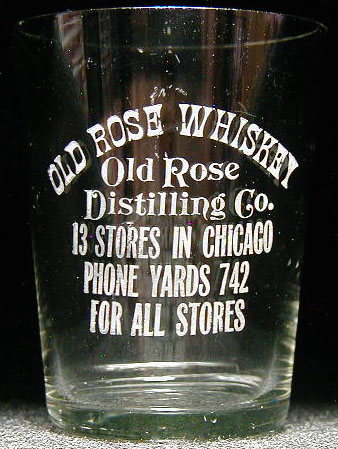 OLD ROSE WHISKEY
Old Rose
Distilling Co.
13 STORES IN CHICAGO
PHONE YARDS 742
FOR ALL STORES